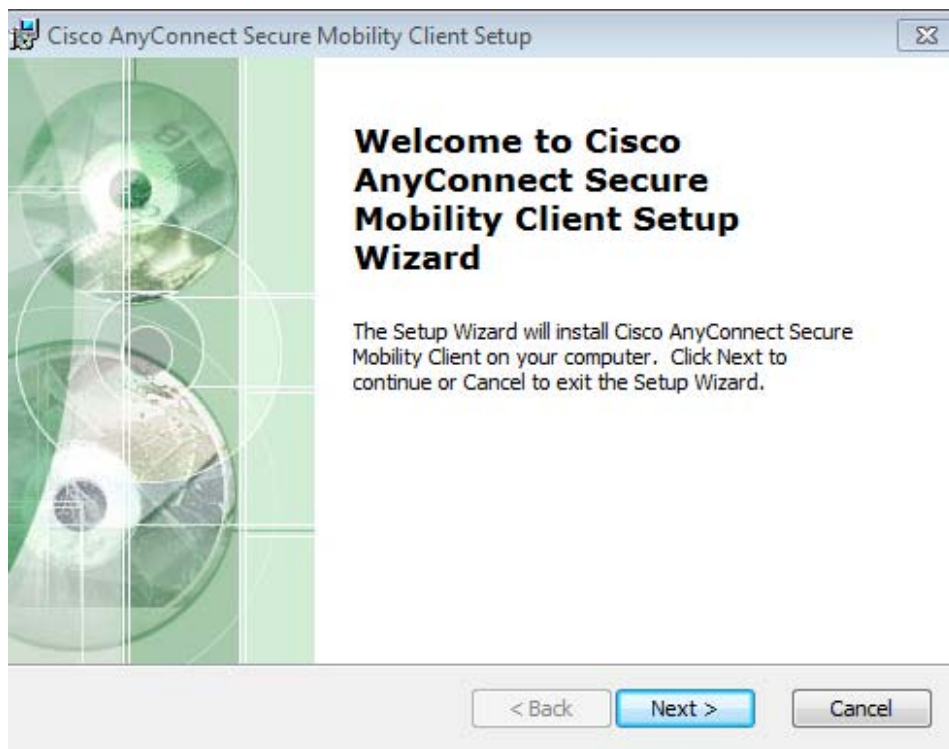 Cisco AnyConnect Secure Mobility Client Setup
Welcome to Cisco
AnyConnect Secure
Mobility Client Setup
Wizard
The Setup Wizard will install Cisco AnyConnect Secure
Mobility Client on your computer. Click Next to
continue or Cancel to exit the Setup Wizard.
< Back Next > Cancel